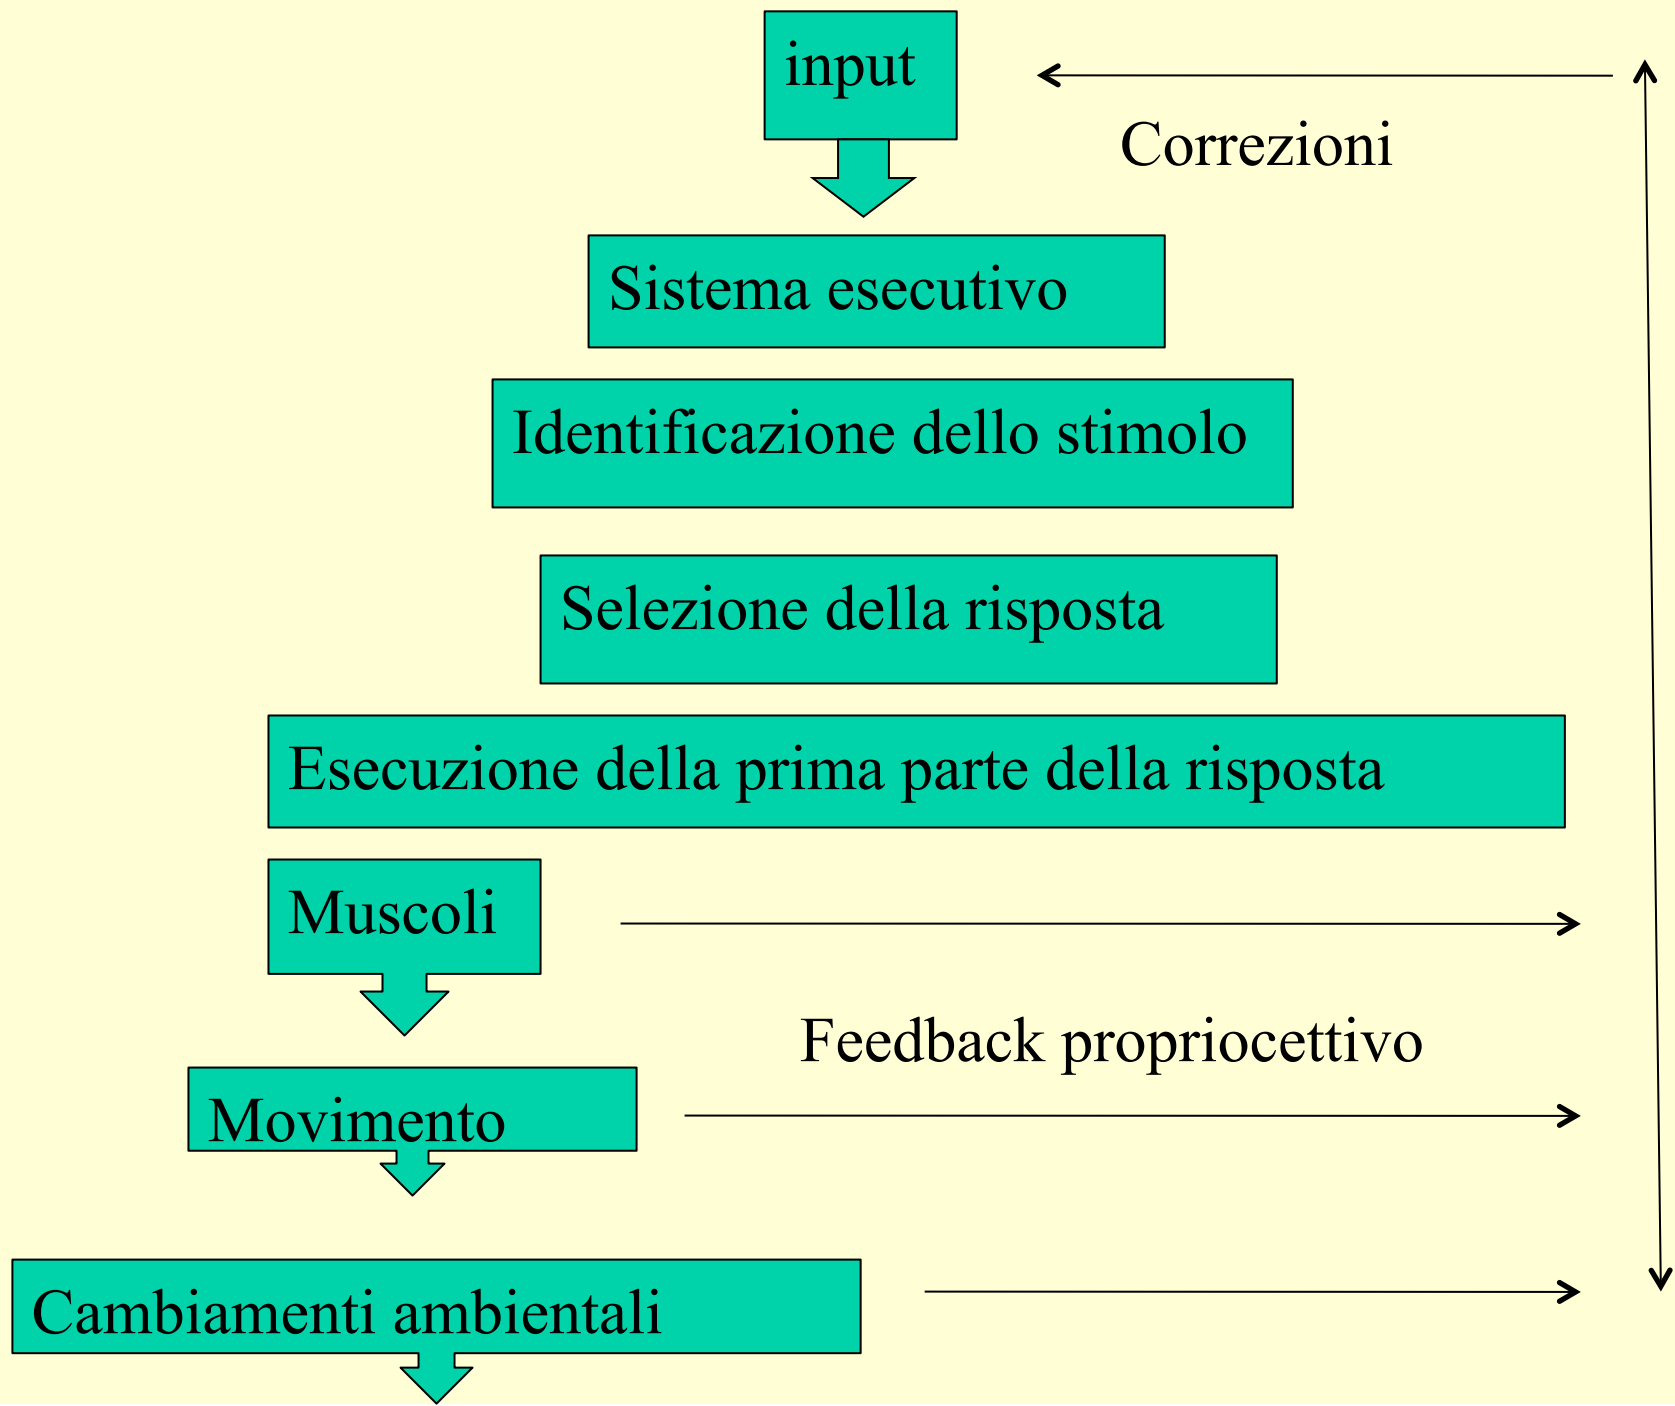 input
Correzioni
Sistema esecutivo
Identificazione dello stimolo
Selezione della risposta
Esecuzione della prima parte della risposta
Muscoli
Feedback propriocettivo
Movimento
Cambiamenti ambientali